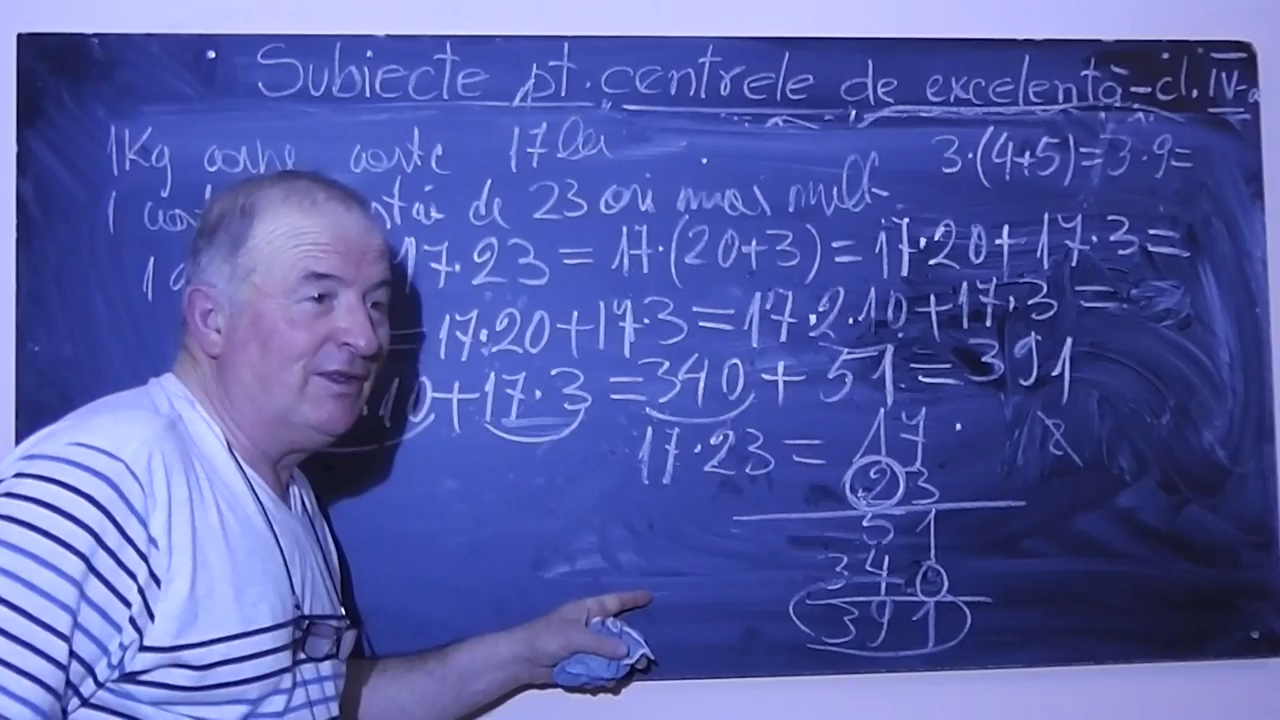 Subiecte pt. centrele de excelență - cl. IV-a
1Kg carne costă 17 lei
3·(4+5)=3·9=
1 de 23 ori mai mult.
1 17·23 = 17·(20+3) = 17·20+17·3=
= 17·20+17·3=17·2·10+17·3 =
10+17·3 =340+51=391
17·23 = 17
23
51
340
391